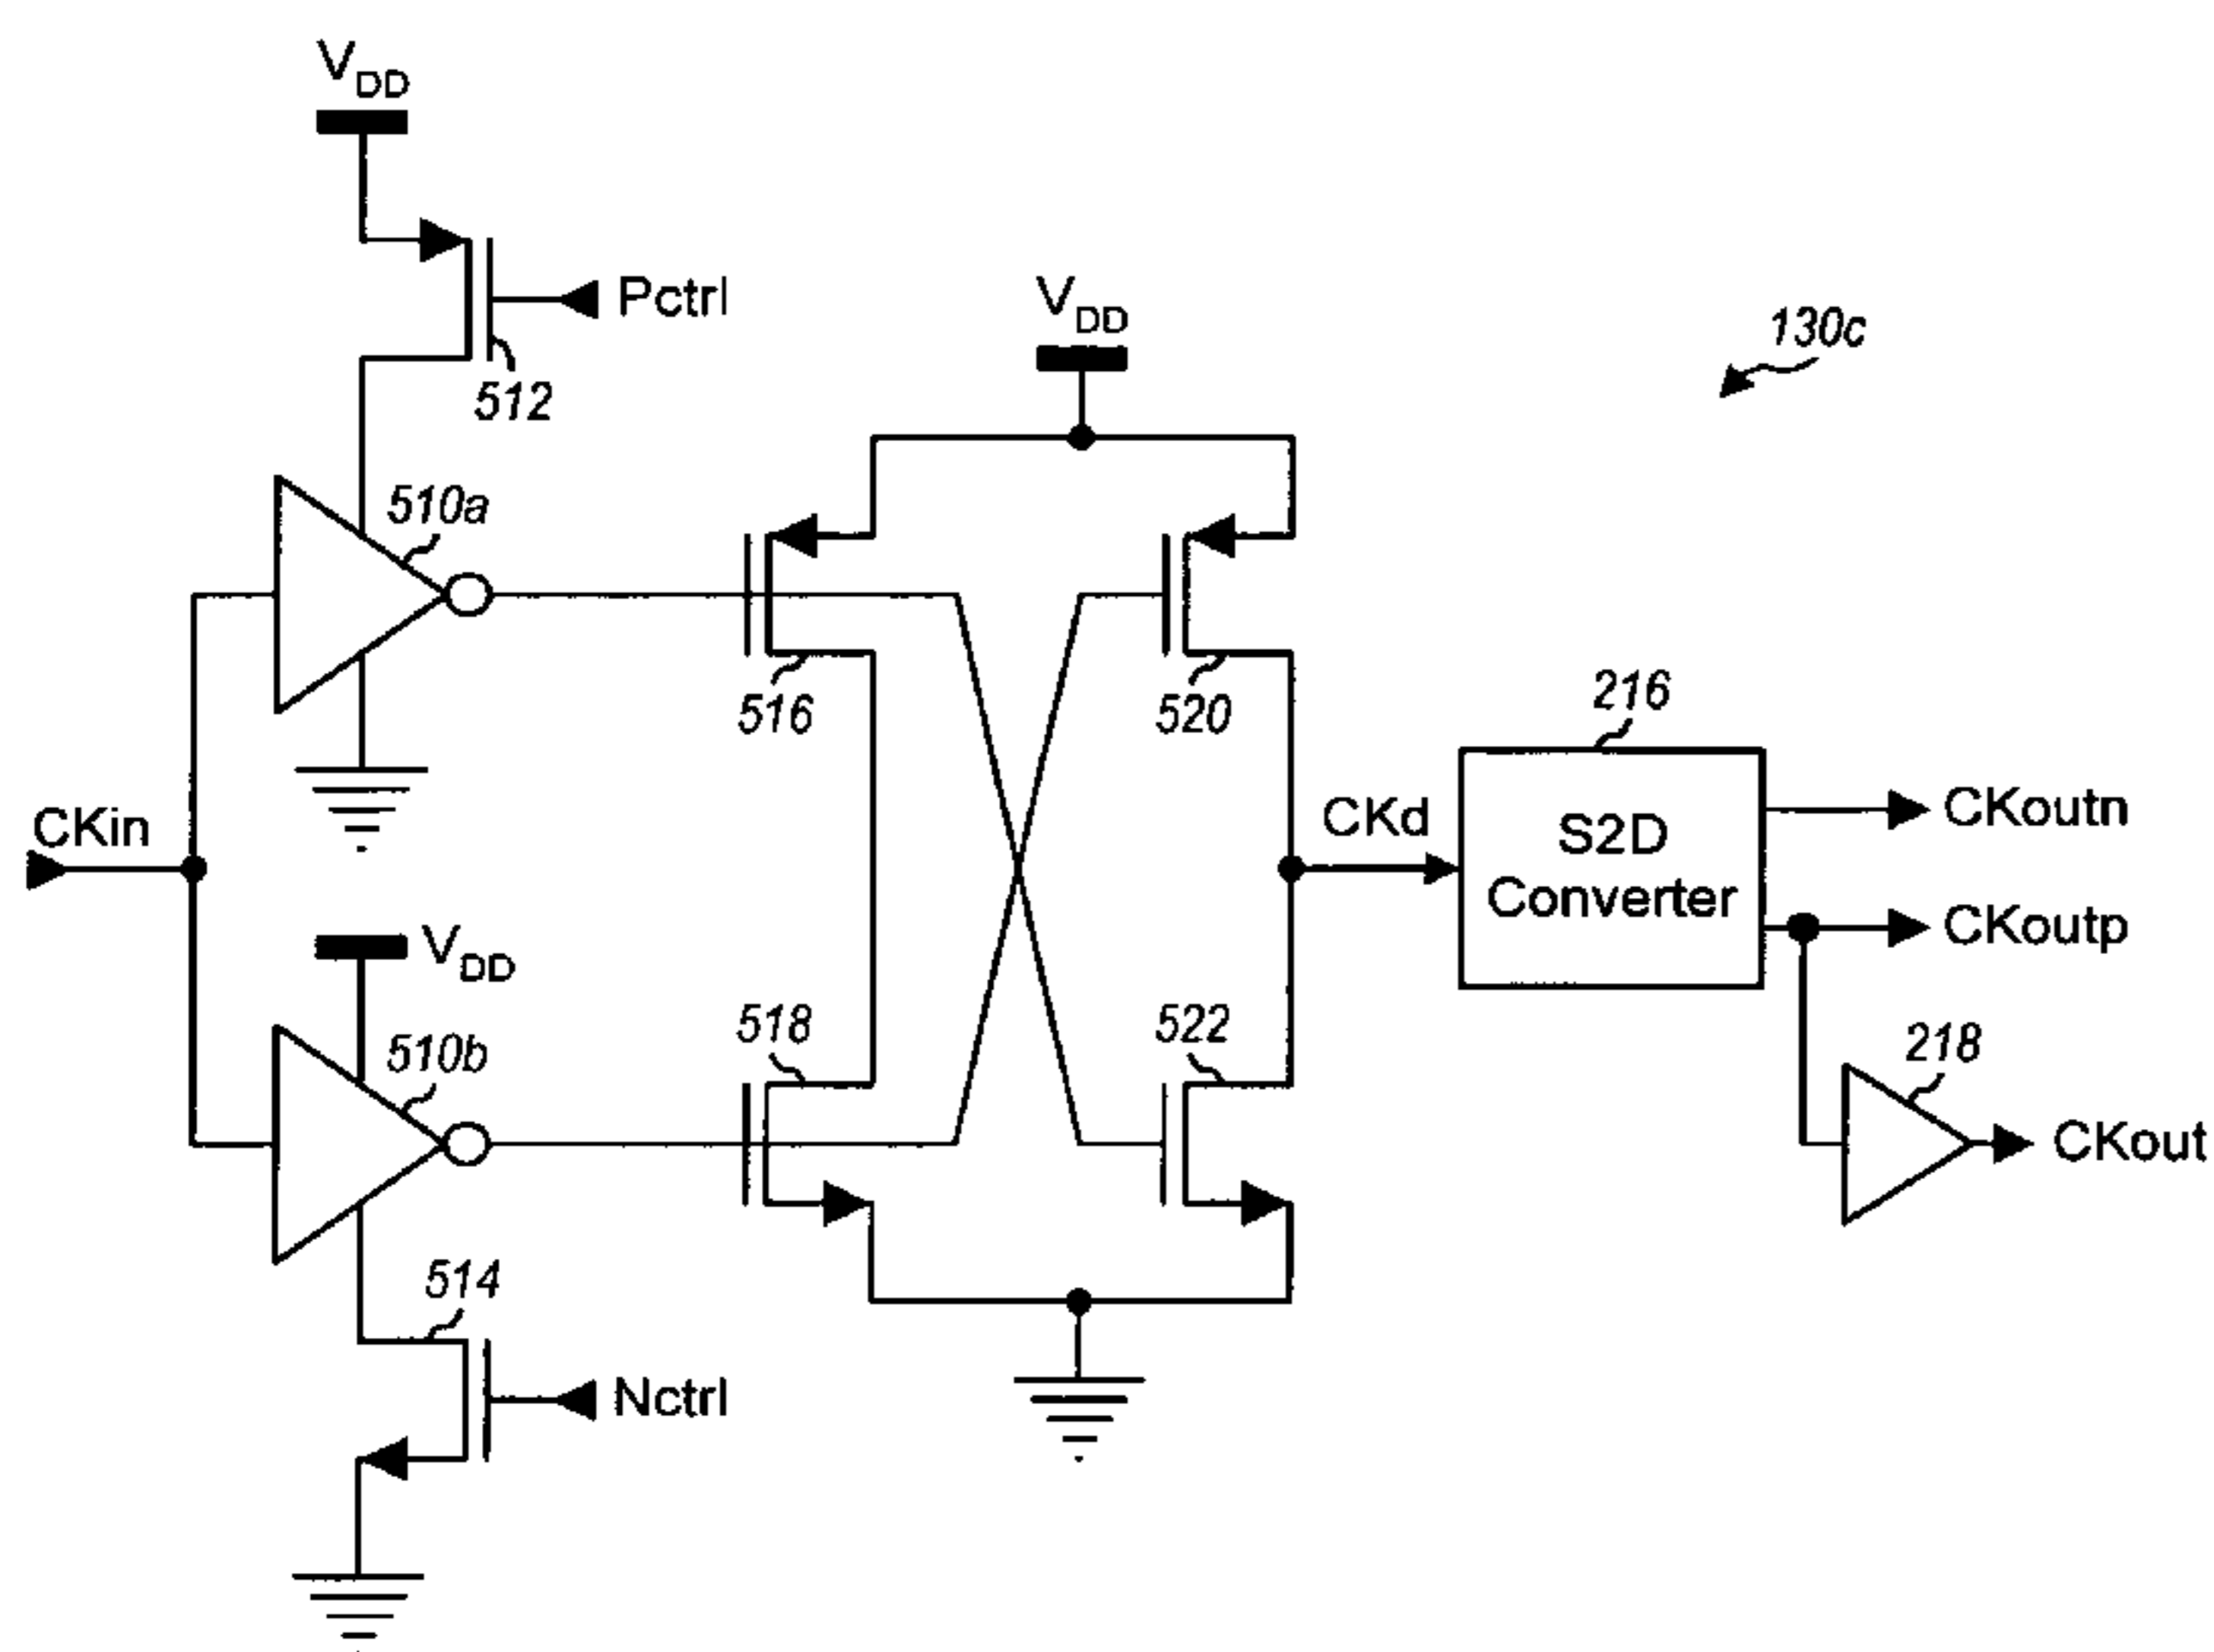 VDD
Pctrl
512
VDD
130c
510a
516
520
216
CKin
CKd
S2D
Converter
CKoutn
CKoutp
VDD
510b
518
522
218
CKout
514
Nctrl